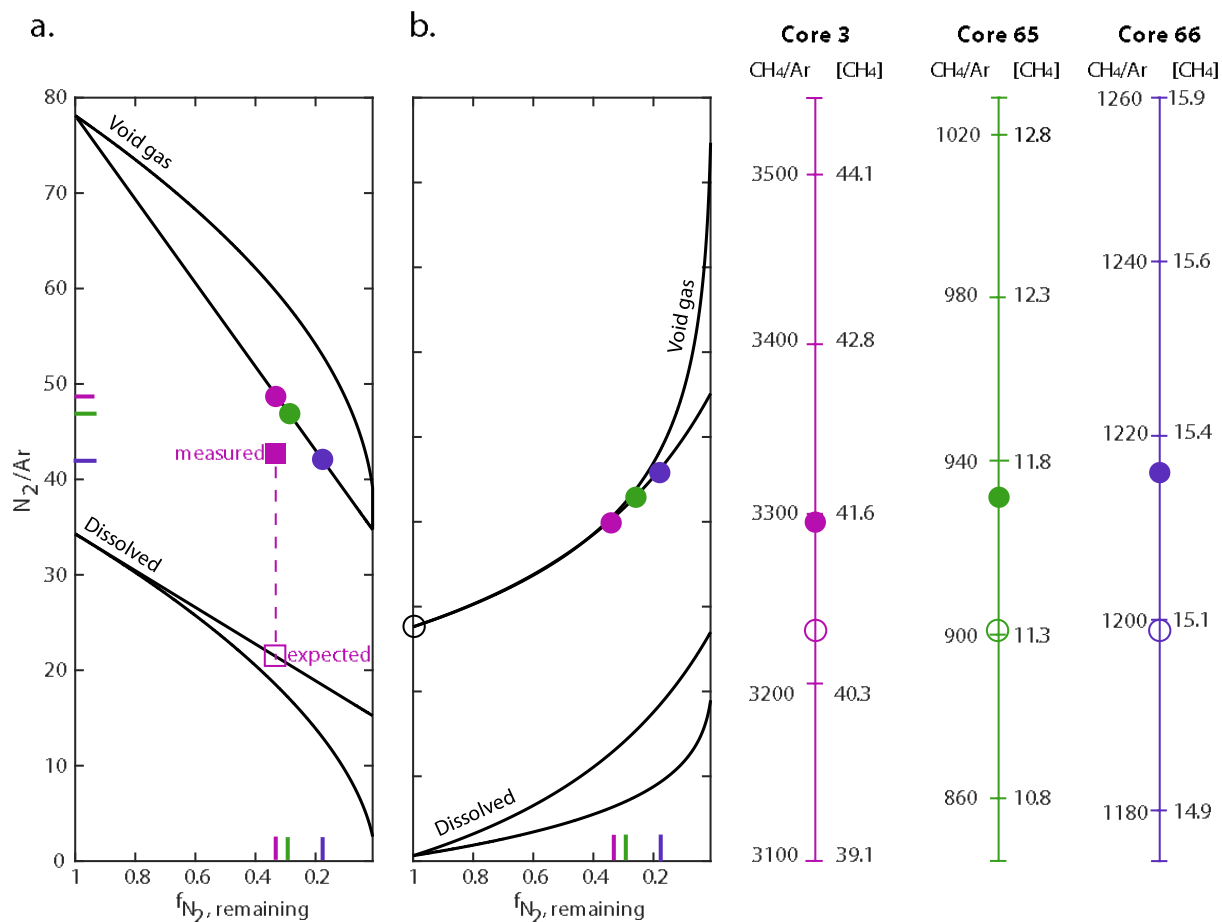 a.
b.
Core 3
Core 65
Core 66
CH₄/Ar [CH₄]
CH₄/Ar [CH₄]
CH₄/Ar [CH₄]
80
70
60
50
40
30
20
10
0
N₂/Ar
Void gas
measured
expected
Dissolved
1
0.8
0.6
0.4
0.2
f_N₂, remaining
Void gas
Dissolved
1
0.8
0.6
0.4
0.2
f_N₂, remaining
3500 44.1
3400 42.8
3300 41.6
3200 40.3
3100 39.1
1020 12.8
980 12.3
940 11.8
900 11.3
860 10.8
1260 15.9
1240 15.6
1220 15.4
1200 15.1
1180 14.9